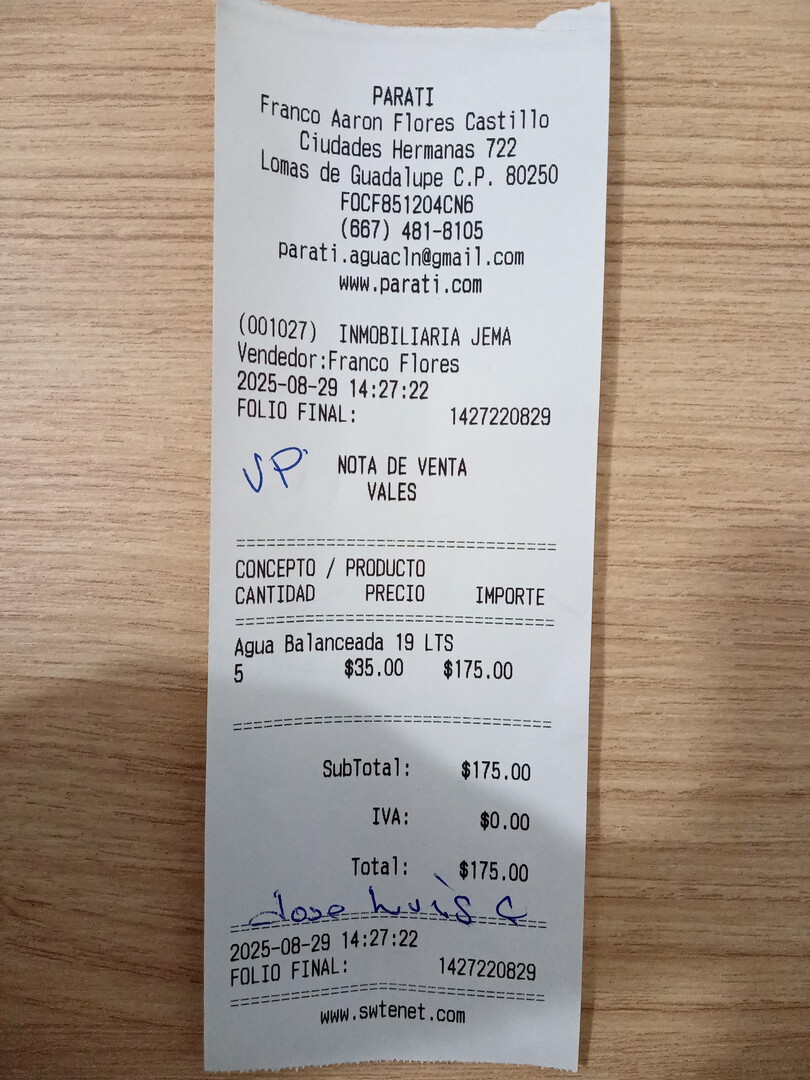 PARATI
Franco Aaron Flores Castillo
Ciudades Hermanas 722
Lomas de Guadalupe C.P. 80250
FOCF851204CN6
(667) 481-8105
parati.aguacln@gmail.com
www.parati.com
(001027) INMOBILIARIA JEMA
Vendedor:Franco Flores
2025-08-29 14:27:22
FOLIO FINAL: 1427220829
VP NOTA DE VENTA
VALES
==========================================
CONCEPTO / PRODUCTO
CANTIDAD PRECIO IMPORTE
==========================================
Agua Balanceada 19 LTS
5 $35.00 $175.00
==========================================
SubTotal: $175.00
IVA: $0.00
Total: $175.00
Jose Luis C
==========================================
2025-08-29 14:27:22
FOLIO FINAL: 1427220829
==========================================
www.swtenet.com